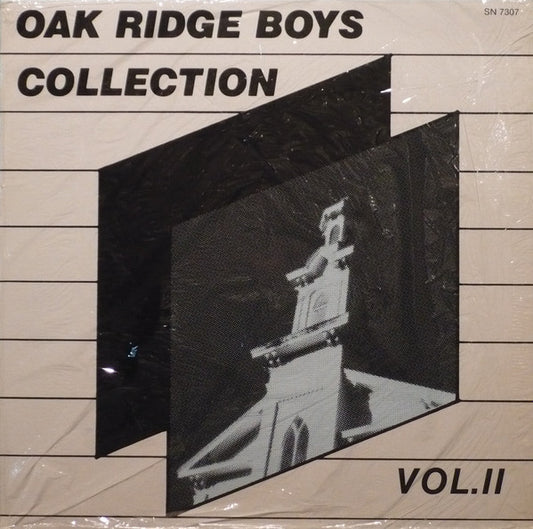 OAK RIDGE BOYS
SN 7307
COLLECTION
VOL.II